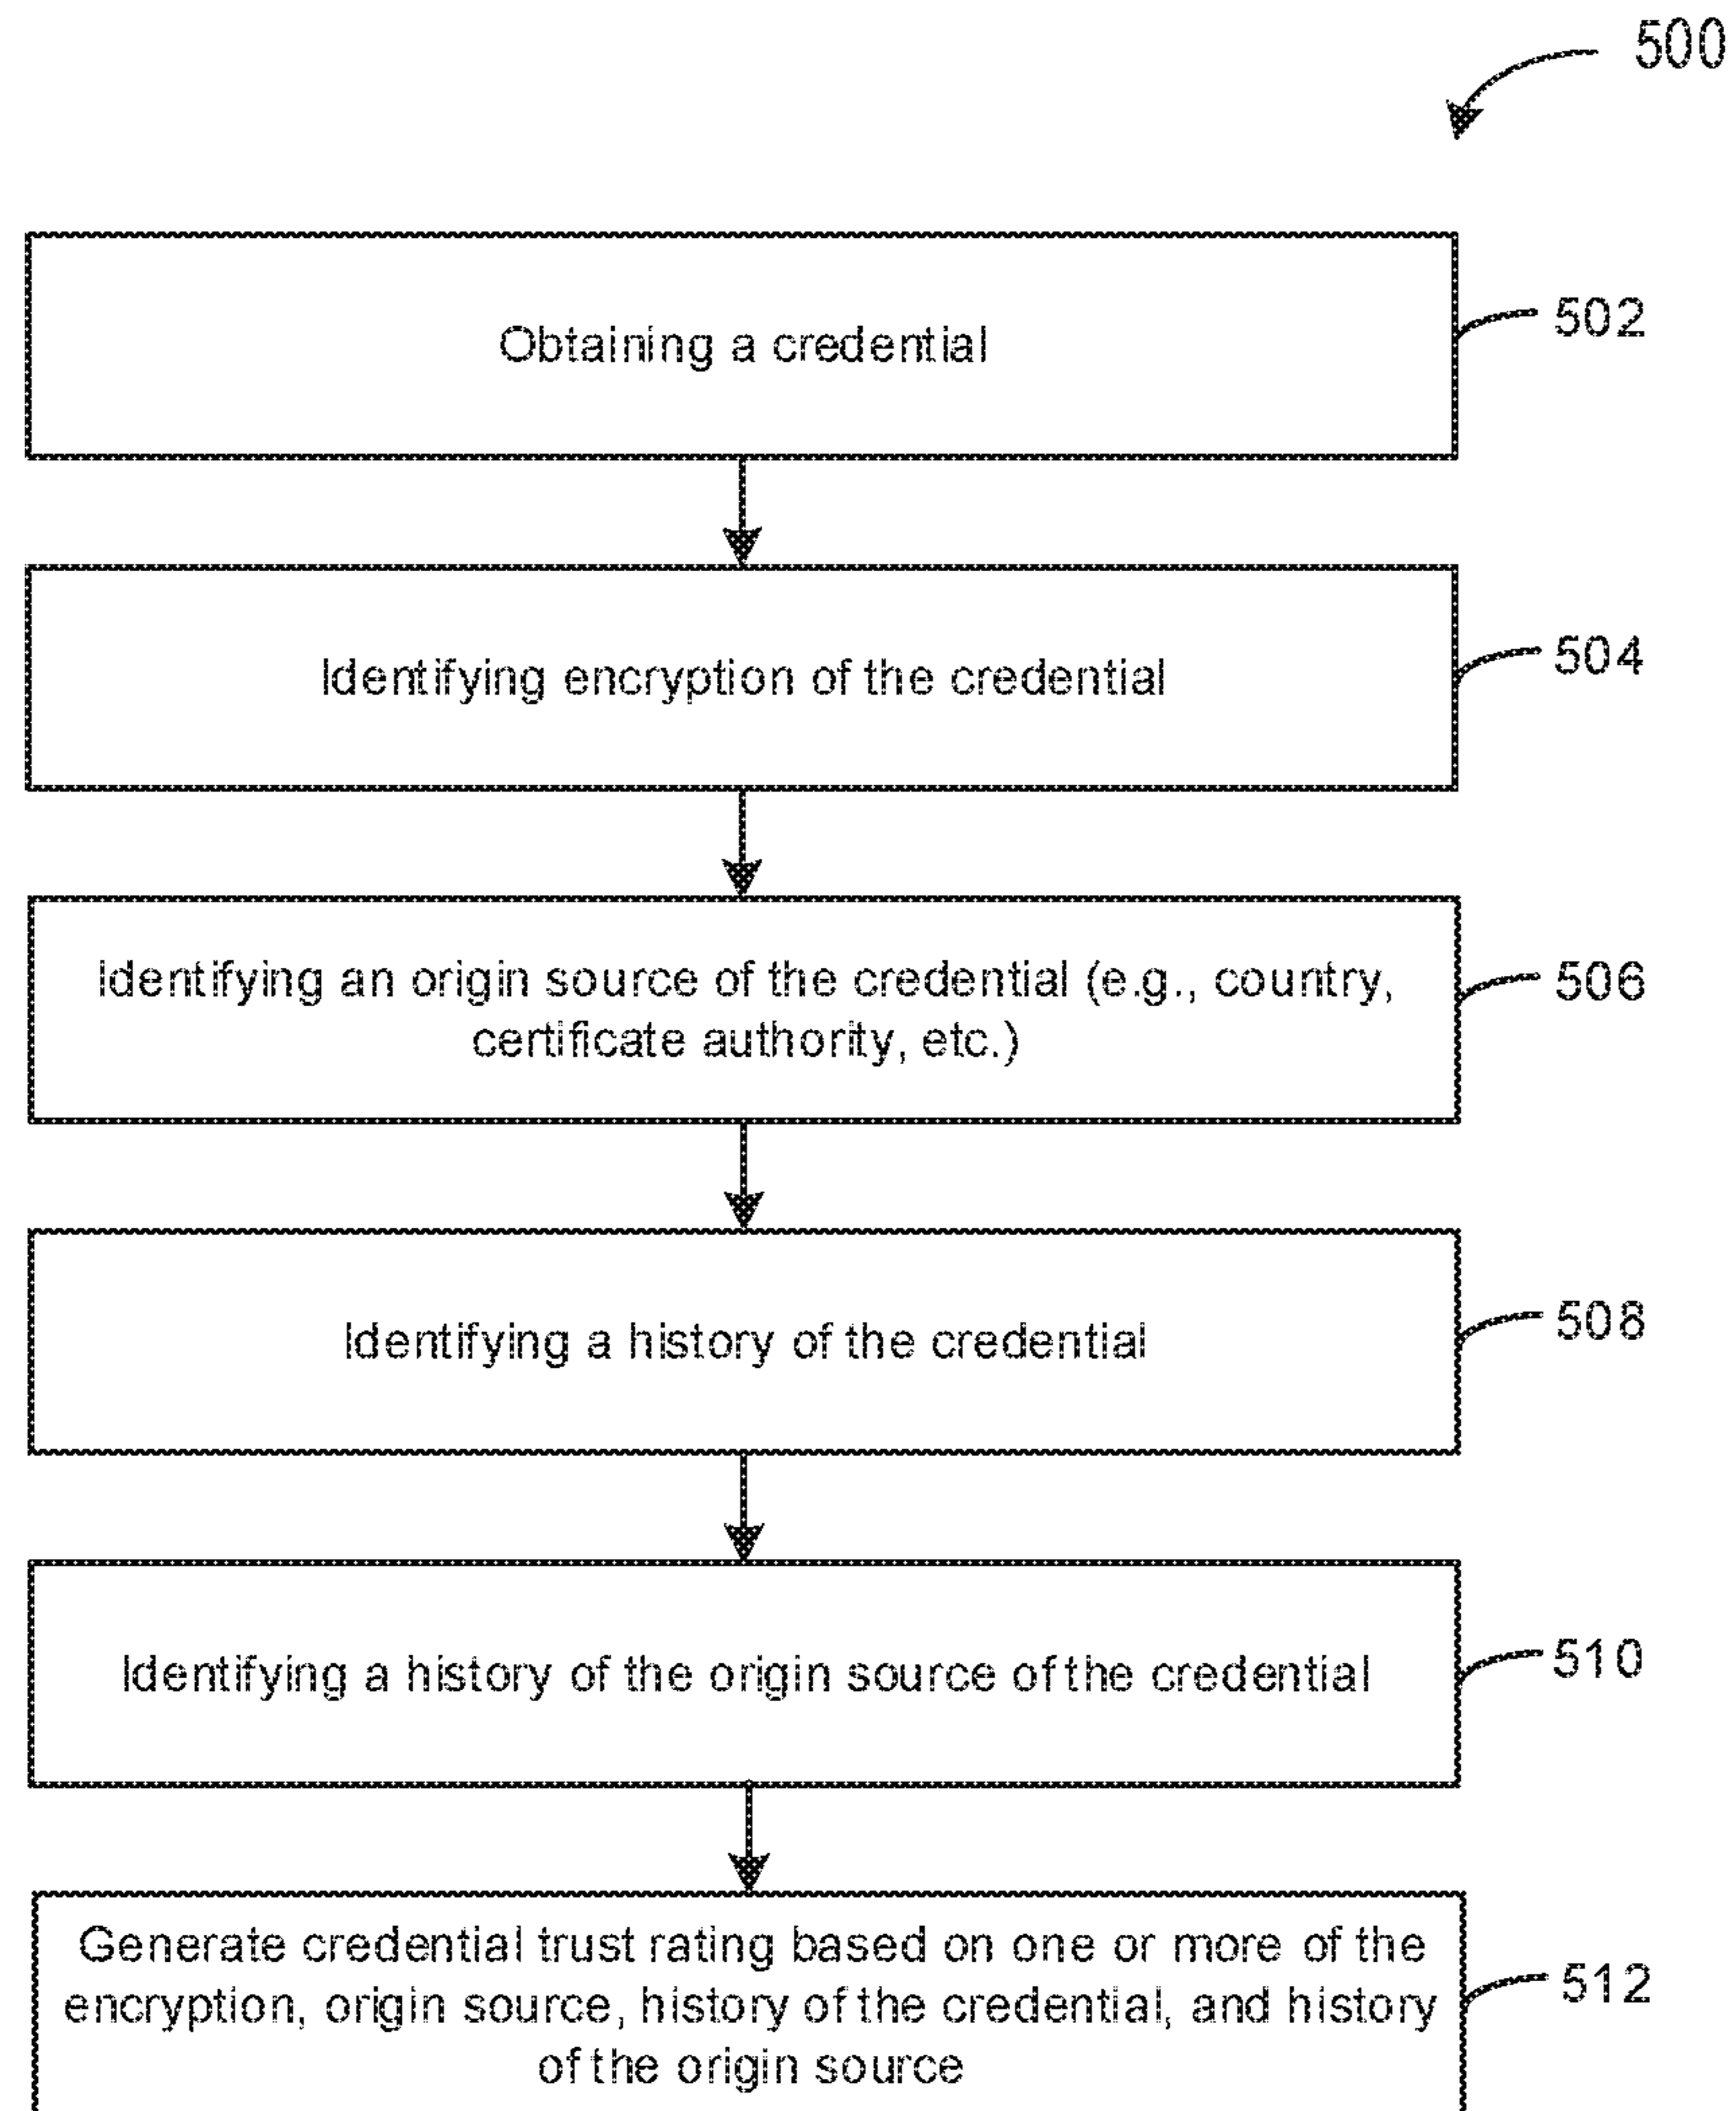 500
Obtaining a credential
502
Identifying encryption of the credential
504
Identifying an origin source of the credential (e.g., country,
certificate authority, etc.)
506
Identifying a history of the credential
508
Identifying a history of the origin source of the credential
510
Generate credential trust rating based on one or more of the
encryption, origin source, history of the credential, and history
of the origin source
512